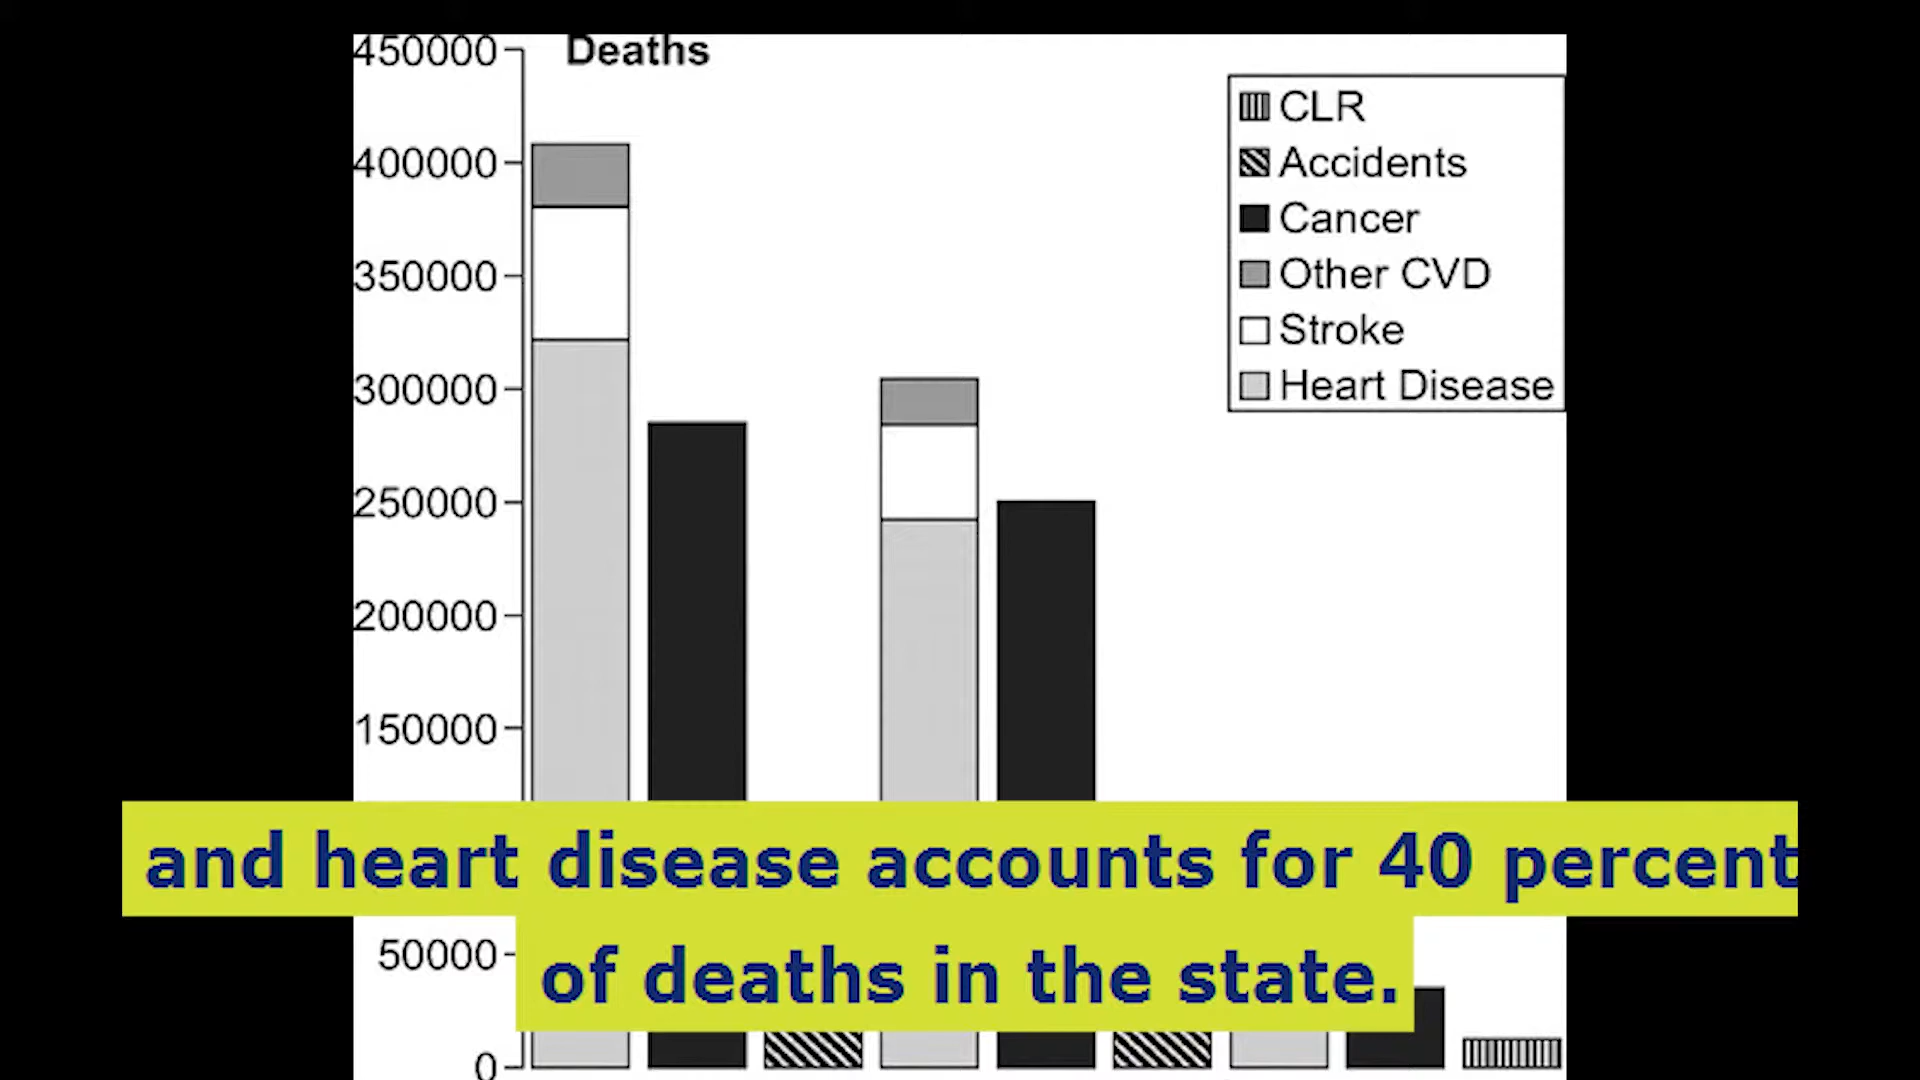 Deaths
450000
400000
350000
300000
250000
200000
150000
50000
0
CLR
Accidents
Cancer
Other CVD
Stroke
Heart Disease
and heart disease accounts for 40 percent
of deaths in the state.